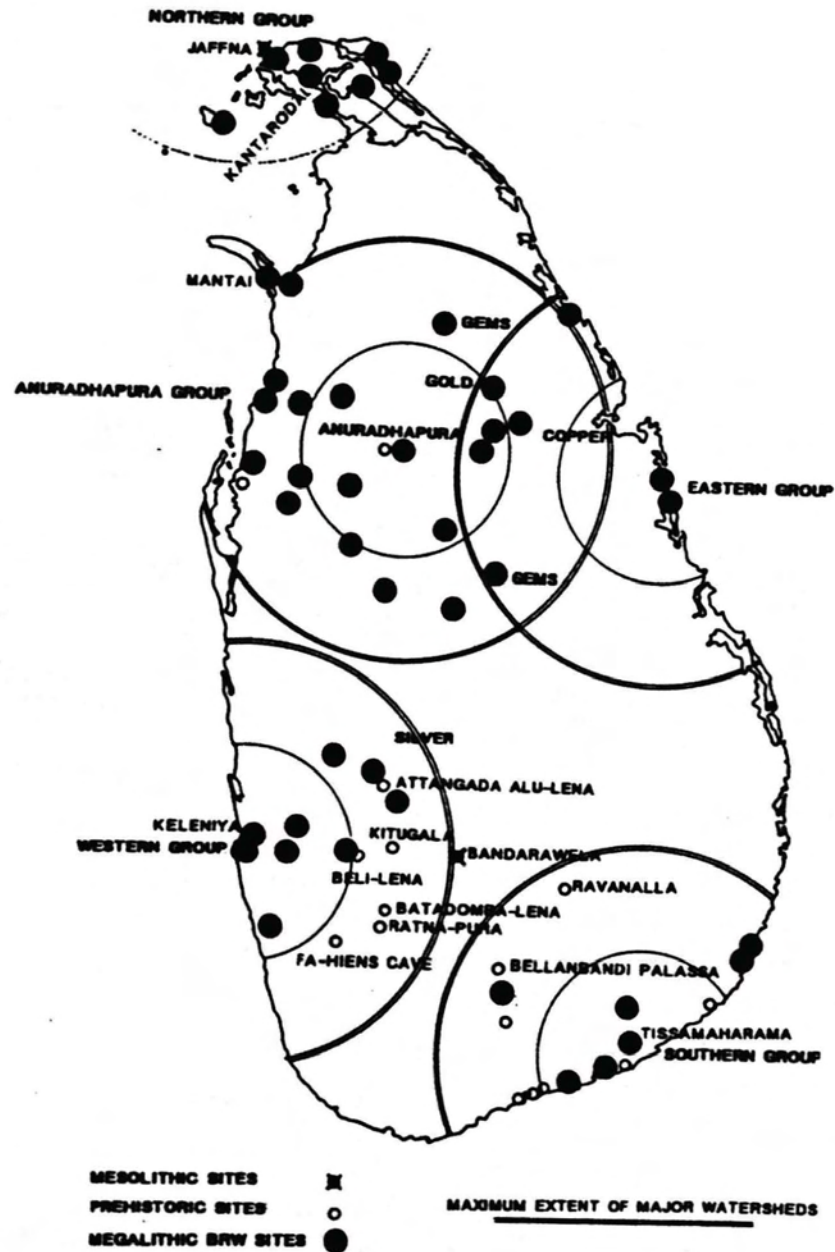 NORTHERN GROUP
JAFFNA
KANTARODAI
MANTAI
GEMS
ANURADHAPURA GROUP
GOLD
ANURADHAPURA
COPPER
EASTERN GROUP
GEMS
SILVER
ATTANGADA ALU-LENA
KELENIYA
KITUGALA
WESTERN GROUP
BANDARAWELA
BELI-LENA
RAVANALLA
BATADOMBA-LENA
RATNA-PURA
FA-HIENS CAVE
BELLANBANDI PALASSA
TISSAMAHARAMA
SOUTHERN GROUP
MESOLITHIC SITES
PREHISTORIC SITES
MAXIMUM EXTENT OF MAJOR WATERSHEDS
MEGALITHIC BRW SITES